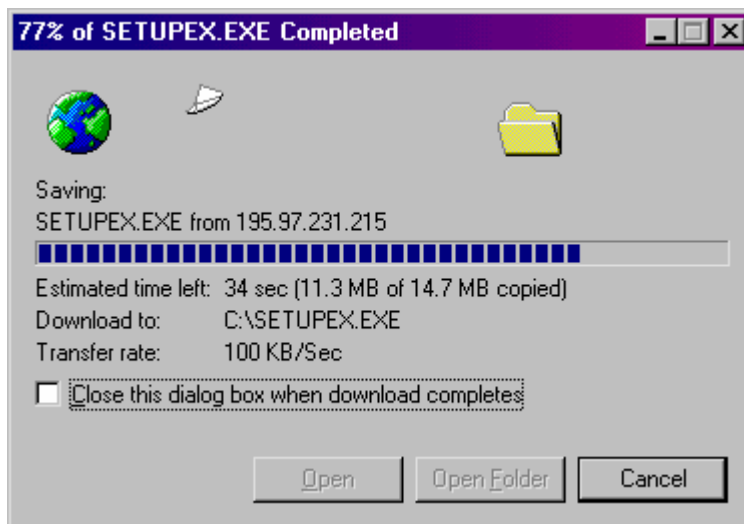 77% of SETUPEX.EXE Completed
Saving:
SETUPEX.EXE from 195.97.231.215
Estimated time left: 34 sec (11.3 MB of 14.7 MB copied)
Download to: C:\SETUPEX.EXE
Transfer rate: 100 KB/Sec
Close this dialog box when download completes
Open Open Folder Cancel